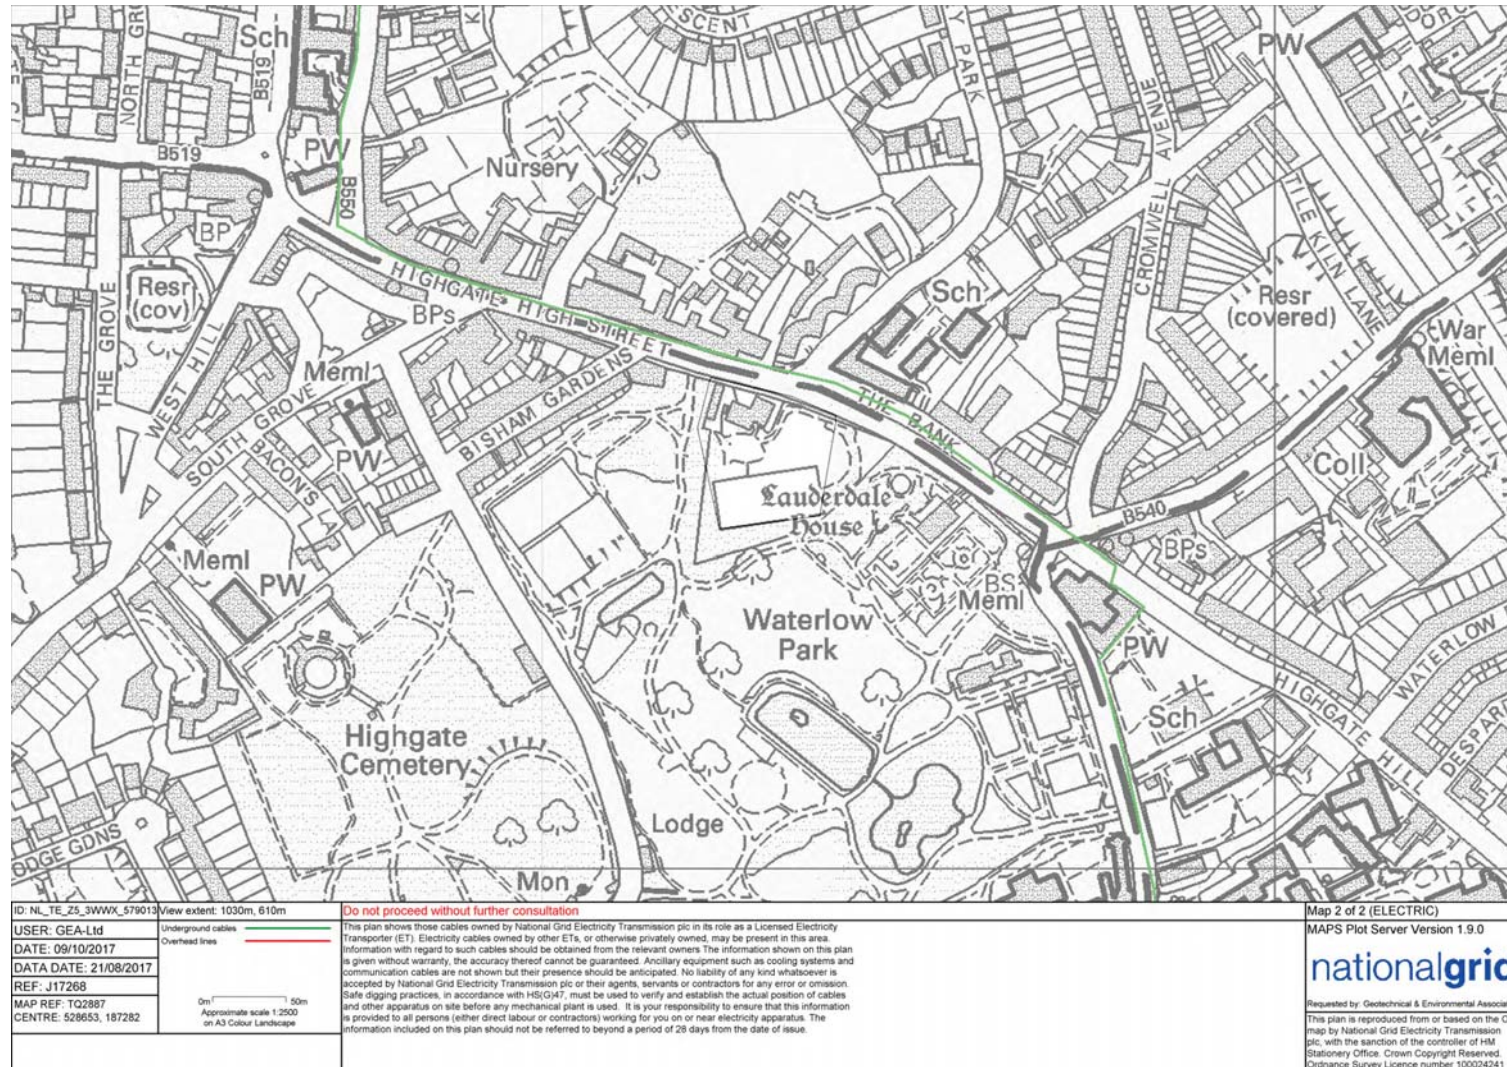 SCENT
Sch
NORTH GRO
B519
PW
PARK
CROMWELL AVENUE
PW
DORC
B519
PW
Nursery
B550
TILE KILN LANE
BP
Resr
(cov)
THE GROVE
WEST HILL
HIGHGATE HIGH STREET
BPs
Sch
Resr
(covered)
War
Meml
Meml
SOUTH GROVE
BISHAM GARDENS
THE BANK
BACON'S LA
PW
Coll
Lauderdale
House
B540
BPs
Meml
PW
BS
Meml
Waterlow
Park
PW
WATERLOW
HIGHGATE HILL
Sch
DESPARD
Highgate
Cemetery
Lodge
ODGE GDNS
Mon
ID: NL_TE_Z5_3WWX_579013
View extent: 1030m, 610m
USER: GEA-Ltd
DATE: 09/10/2017
DATA DATE: 21/08/2017
REF: J17268
MAP REF: TQ2887
CENTRE: 528653, 187282
Underground cables
Overhead lines
0m 50m
Approximate scale 1:2500
on A3 Colour Landscape
Do not proceed without further consultation
This plan shows those cables owned by National Grid Electricity Transmission plc in its role as a Licensed Electricity
Transporter (ET). Electricity cables owned by other ETs, or otherwise privately owned, may be present in this area.
Information with regard to such cables should be obtained from the relevant owners The information shown on this plan
is given without warranty, the accuracy thereof cannot be guaranteed. Ancillary equipment such as cooling systems and
communication cables are not shown but their presence should be anticipated. No liability of any kind whatsoever is
accepted by National Grid Electricity Transmission plc or their agents, servants or contractors for any error or omission.
Safe digging practices, in accordance with HS(G)47, must be used to verify and establish the actual position of cables
and other apparatus on site before any mechanical plant is used. It is your responsibility to ensure that this information
is provided to all persons (either direct labour or contractors) working for you on or near electricity apparatus. The
information included on this plan should not be referred to beyond a period of 28 days from the date of issue.
Map 2 of 2 (ELECTRIC)
MAPS Plot Server Version 1.9.0
nationalgrid
Requested by: Geotechnical & Environmental Associa
This plan is reproduced from or based on the O
map by National Grid Electricity Transmission
plc, with the sanction of the controller of HM
Stationery Office. Crown Copyright Reserved.
Ordnance Survey Licence number 100024241